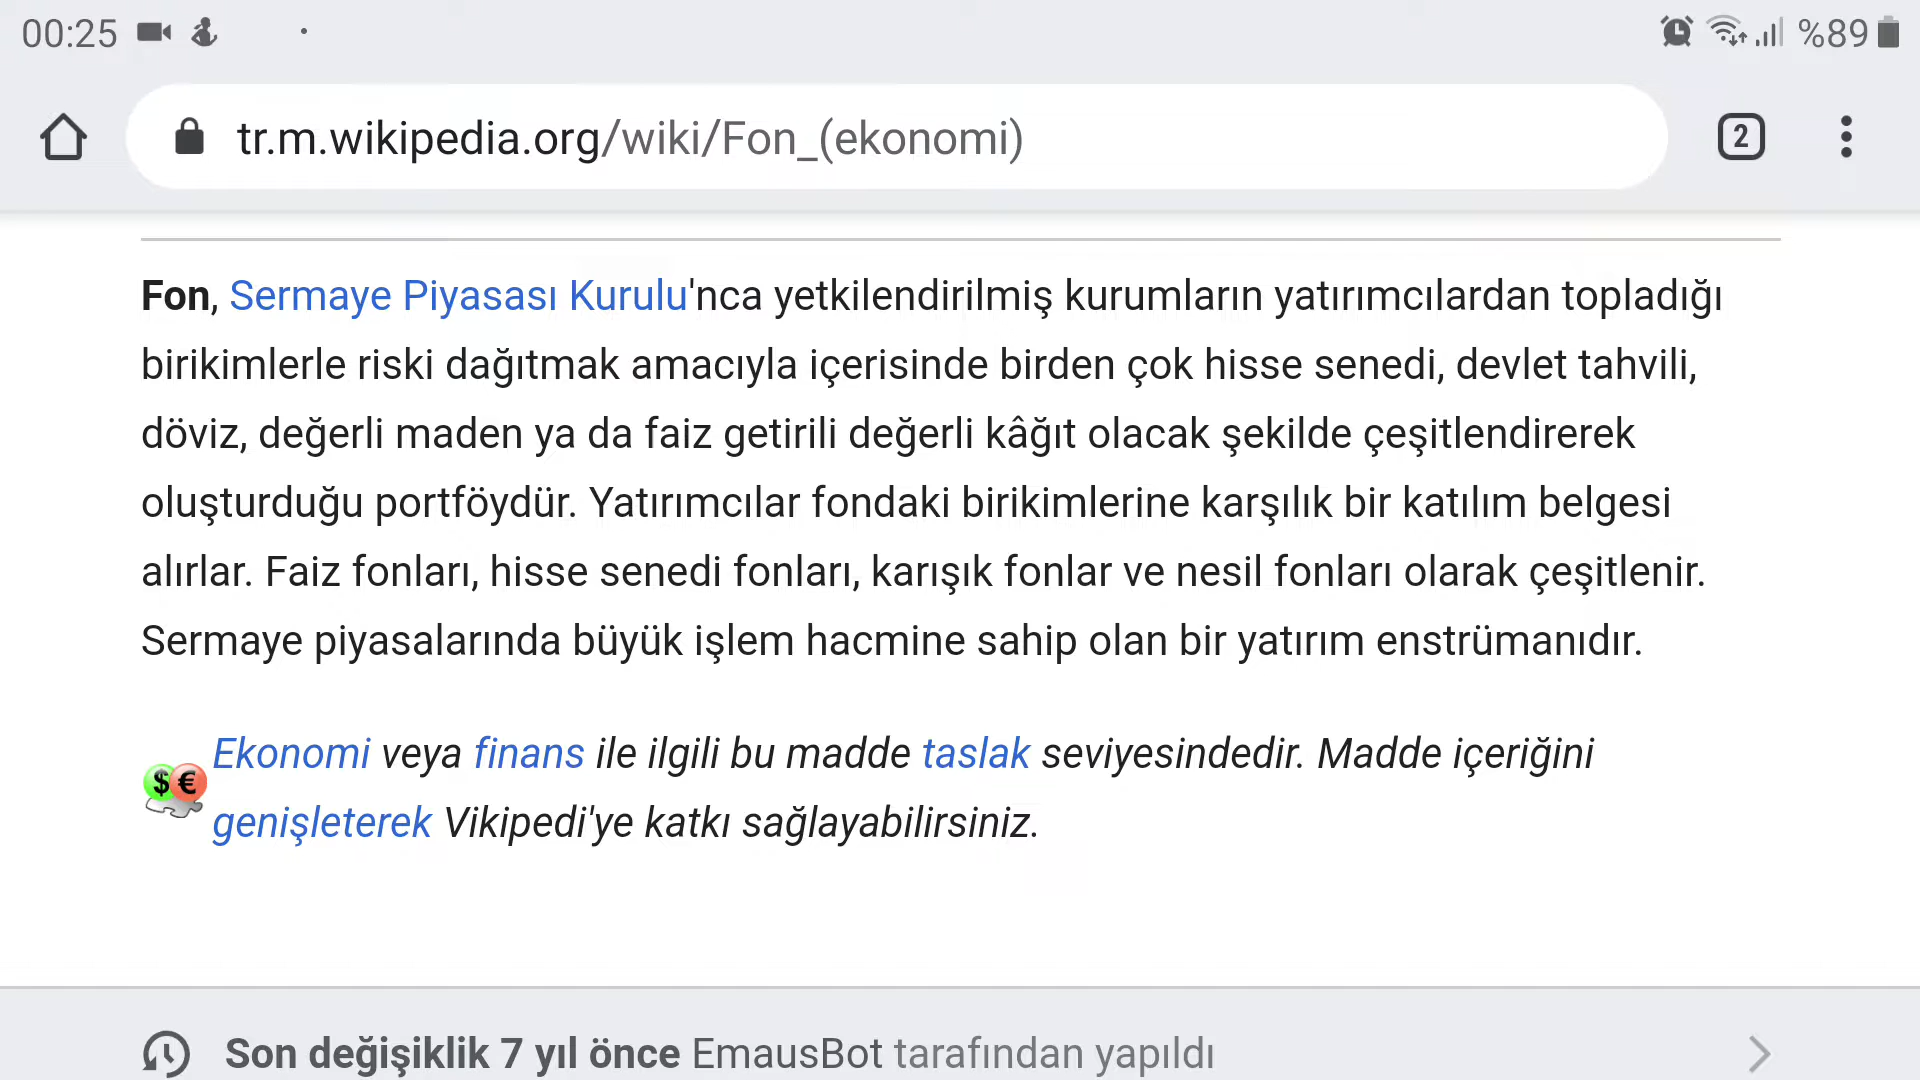 00:25
%89
tr.m.wikipedia.org/wiki/Fon_(ekonomi)
2
Fon, Sermaye Piyasası Kurulu'nca yetkilendirilmiş kurumların yatırımcılardan topladığı
birikimlerle riski dağıtmak amacıyla içerisinde birden çok hisse senedi, devlet tahvili,
döviz, değerli maden ya da faiz getirili değerli kâğıt olacak şekilde çeşitlendirerek
oluşturduğu portföydür. Yatırımcılar fondaki birikimlerine karşılık bir katılım belgesi
alırlar. Faiz fonları, hisse senedi fonları, karışık fonlar ve nesil fonları olarak çeşitlenir.
Sermaye piyasalarında büyük işlem hacmine sahip olan bir yatırım enstrümanıdır.
Ekonomi veya finans ile ilgili bu madde taslak seviyesindedir. Madde içeriğini
$ €
genişleterek Vikipedi'ye katkı sağlayabilirsiniz.
Son değişiklik 7 yıl önce EmausBot tarafından yapıldı